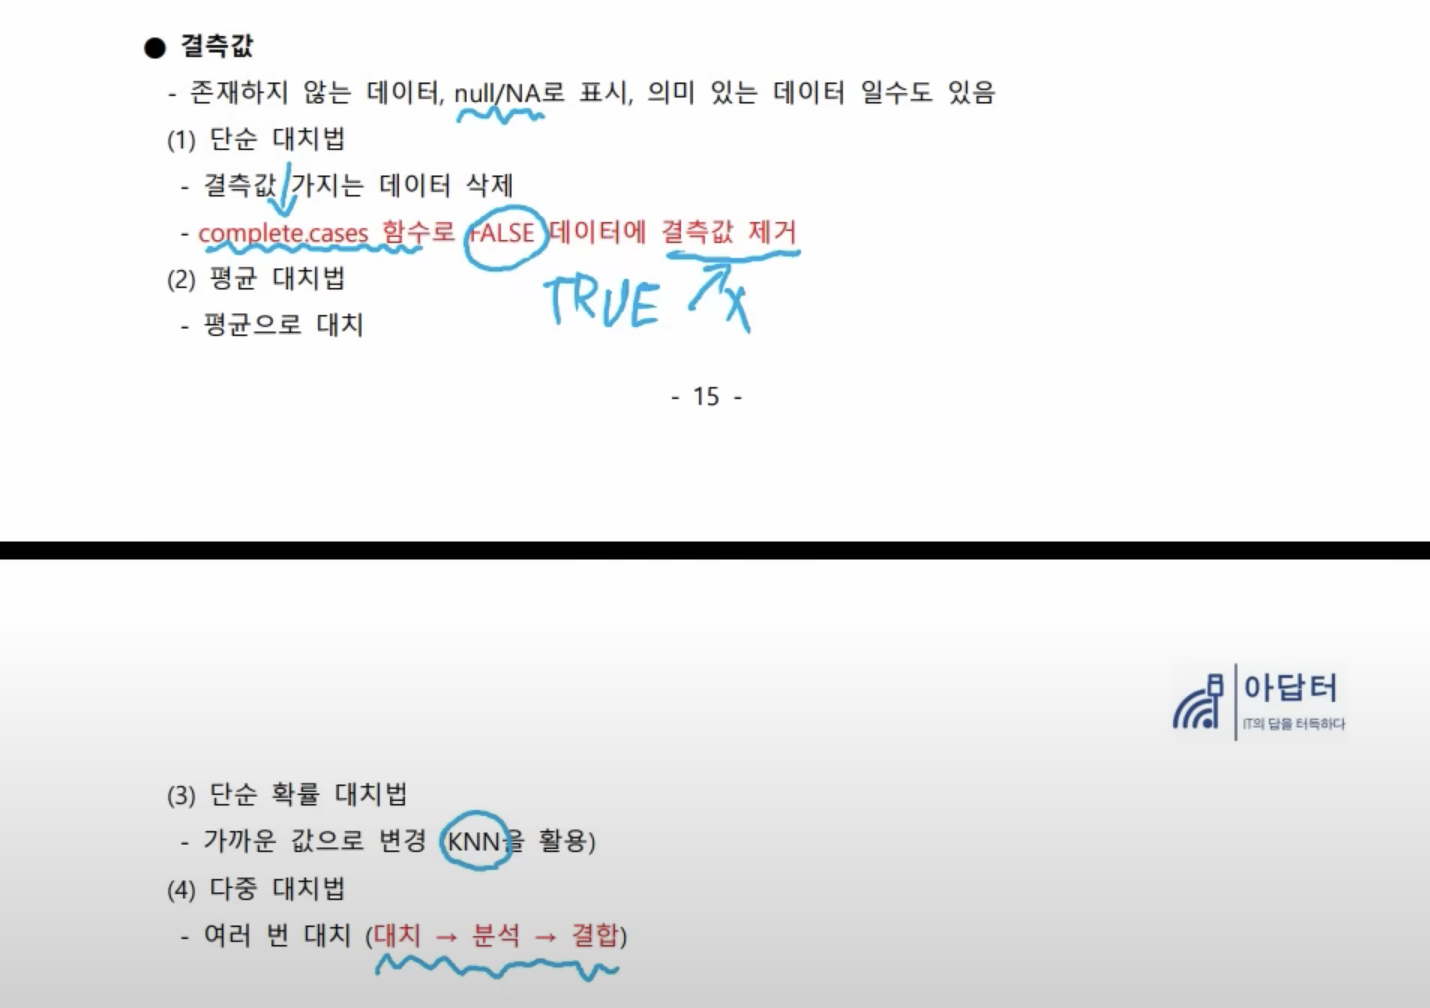 ● 결측값
- 존재하지 않는 데이터, null/NA로 표시, 의미 있는 데이터 일수도 있음
(1) 단순 대치법
- 결측값 가지는 데이터 삭제
- complete.cases 함수로 FALSE 데이터에 결측값 제거
TRUE x
(2) 평균 대치법
- 평균으로 대치
- 15 -
아답터
IT의 답을 터득하다
(3) 단순 확률 대치법
- 가까운 값으로 변경 (KNN을 활용)
(4) 다중 대치법
- 여러 번 대치 (대치 → 분석 → 결합)